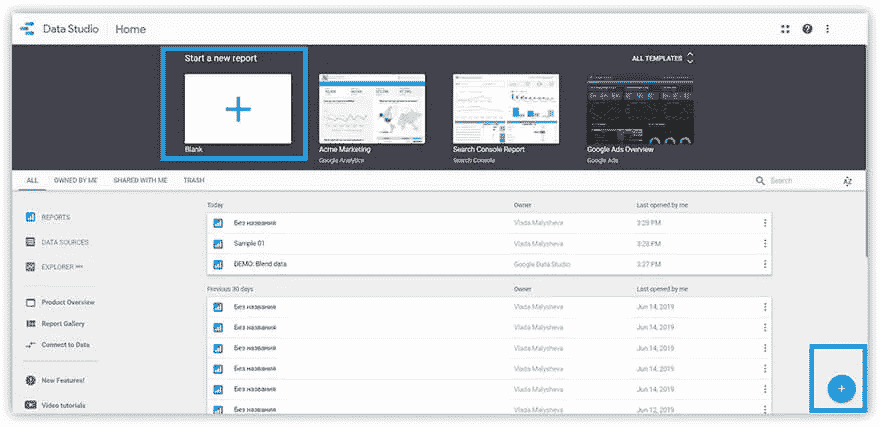 Data Studio Home
Start a new report
ALL TEMPLATES
Blank
Acme Marketing
Google Analytics
Search Console Report
Search Console
Google Ads Overview
Google Ads
ALL OWNED BY ME SHARED WITH ME TRASH
Search
REPORTS
DATA SOURCES
EXPLORER
Product Overview
Report Gallery
Connect to Data
New Features!
Video tutorials
Today Owner Last opened by me
Без названия Vlada Malysheva 3:29 PM
Sample 01 Vlada Malysheva 3:28 PM
DEMO: Blend data Google Data Studio 3:27 PM
Previous 30 days Owner Last opened by me
Без названия Vlada Malysheva Jun 14, 2019
Без названия Vlada Malysheva Jun 14, 2019
Без названия Vlada Malysheva Jun 14, 2019
Без названия Vlada Malysheva Jun 14, 2019
Без названия Vlada Malysheva Jun 14, 2019
Без названия Vlada Malysheva Jun 12, 2019